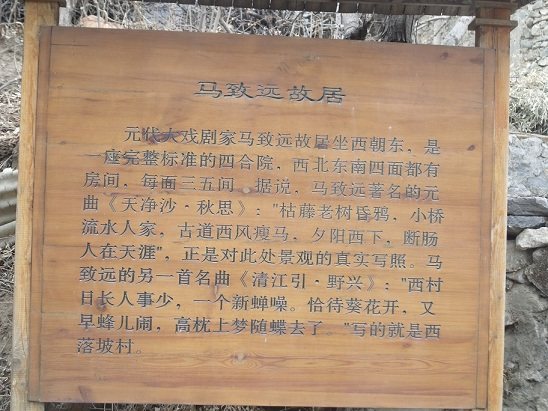 马致远故居
元代大戏剧家马致远故居坐西朝东，是
一座完整标准的四合院，西北东南四面都有
房间，每面三五间。据说，马致远著名的元
曲《天净沙·秋思》："枯藤老树昏鸦，小桥
流水人家，古道西风瘦马，夕阳西下，断肠
人在天涯"，正是对此处景观的真实写照。马
致远的另一首名曲《清江引·野兴》："西村
日长人事少，一个新蝉噪。恰待葵花开，又
早蜂儿闹，高枕上梦随蝶去了。"写的就是西
落坡村。